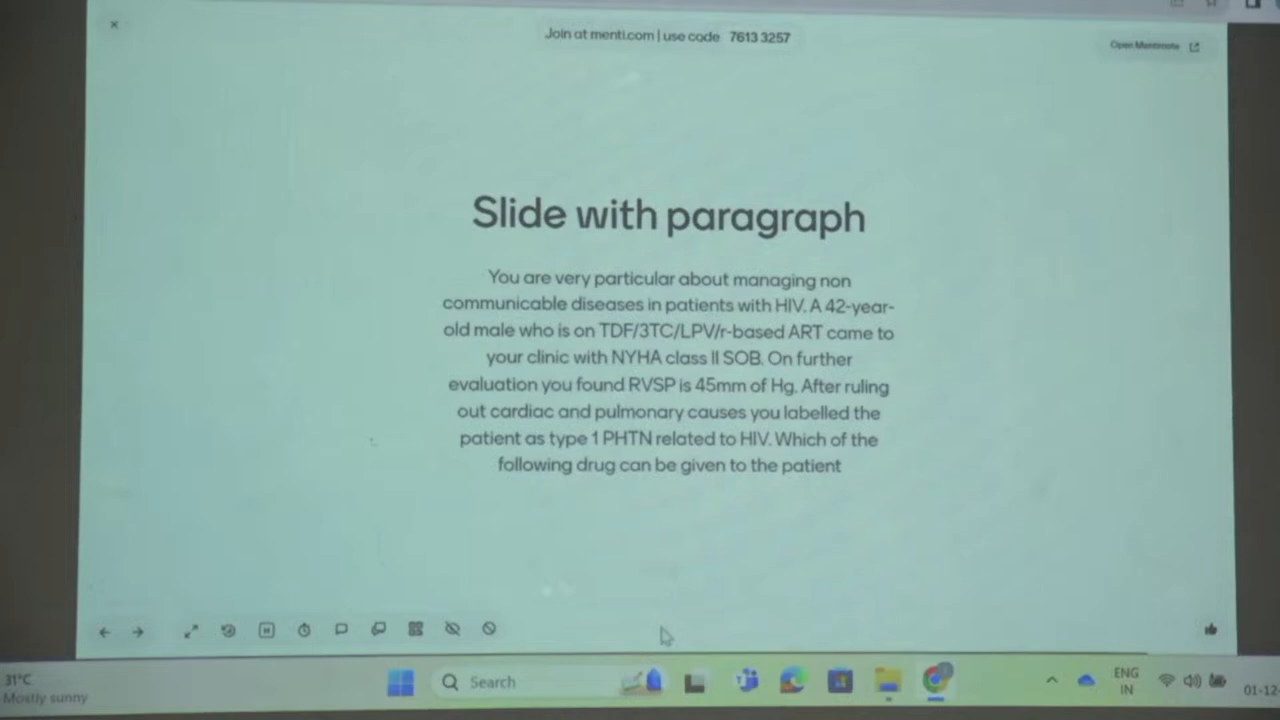 Join at menti.com | use code 7613 3257
Open Mentimote
Slide with paragraph
You are very particular about managing non
communicable diseases in patients with HIV. A 42-year-
old male who is on TDF/3TC/LPV/r-based ART came to
your clinic with NYHA class II SOB. On further
evaluation you found RVSP is 45mm of Hg. After ruling
out cardiac and pulmonary causes you labelled the
patient as type 1 PHTN related to HIV. Which of the
following drug can be given to the patient
31°C
Mostly sunny
Search
ENG
IN
01-12-